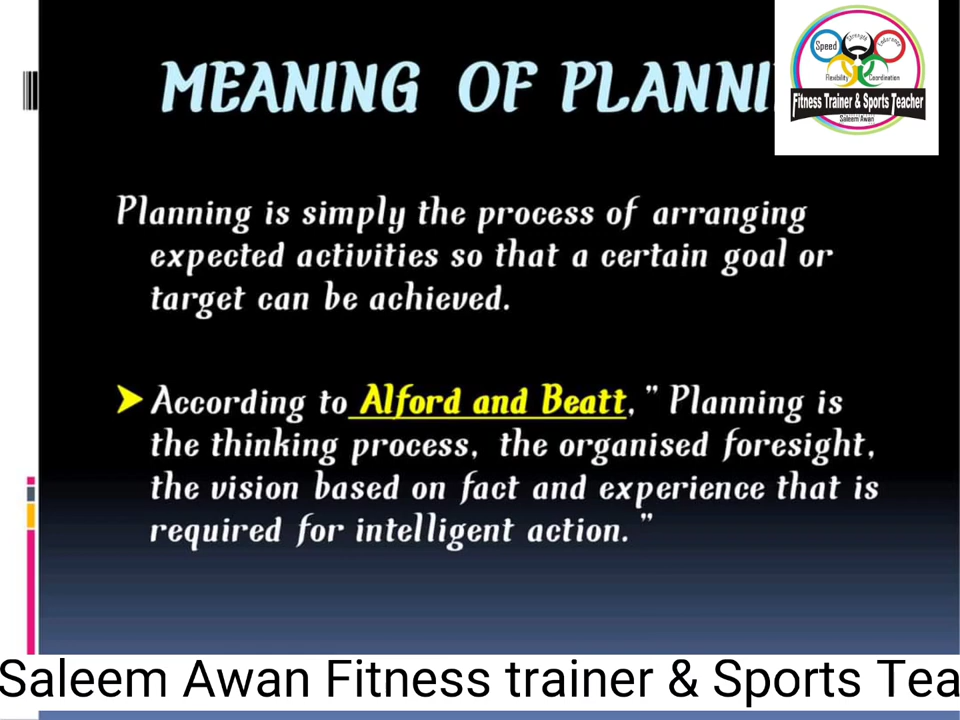 MEANING OF PLANNI
Speed
Strength
Endurance
Flexibility
Coordination
Fitness Trainer & Sports Teacher
Saleem Awan
Planning is simply the process of arranging
expected activities so that a certain goal or
target can be achieved.
According to Alford and Beatt, " Planning is
the thinking process, the organised foresight,
the vision based on fact and experience that is
required for intelligent action. "
Saleem Awan Fitness trainer & Sports Tea